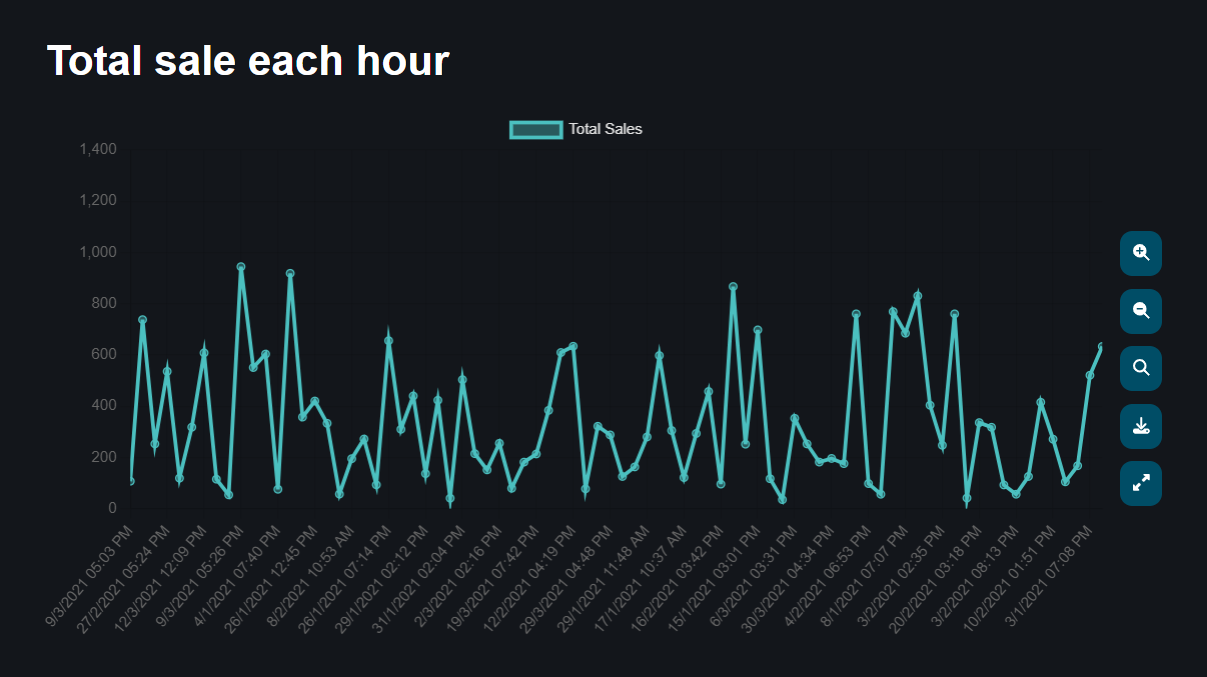 Total sale each hour
Total Sales
1,400
1,200
1,000
800
600
400
200
0
9/3/2021 05:03 PM
27/2/2021 05:24 PM
12/3/2021 12:09 PM
9/3/2021 05:26 PM
4/1/2021 07:40 PM
26/1/2021 12:45 PM
8/2/2021 10:53 AM
26/1/2021 07:14 PM
29/1/2021 02:12 PM
31/1/2021 02:04 PM
2/3/2021 02:16 PM
19/3/2021 07:42 PM
12/2/2021 04:19 PM
29/3/2021 04:48 PM
29/1/2021 11:48 AM
17/1/2021 10:37 AM
16/2/2021 03:42 PM
15/1/2021 03:01 PM
6/3/2021 03:31 PM
30/3/2021 04:34 PM
4/2/2021 06:53 PM
8/1/2021 07:07 PM
3/2/2021 02:35 PM
20/2/2021 03:18 PM
3/2/2021 08:13 PM
10/2/2021 01:51 PM
3/1/2021 07:08 PM